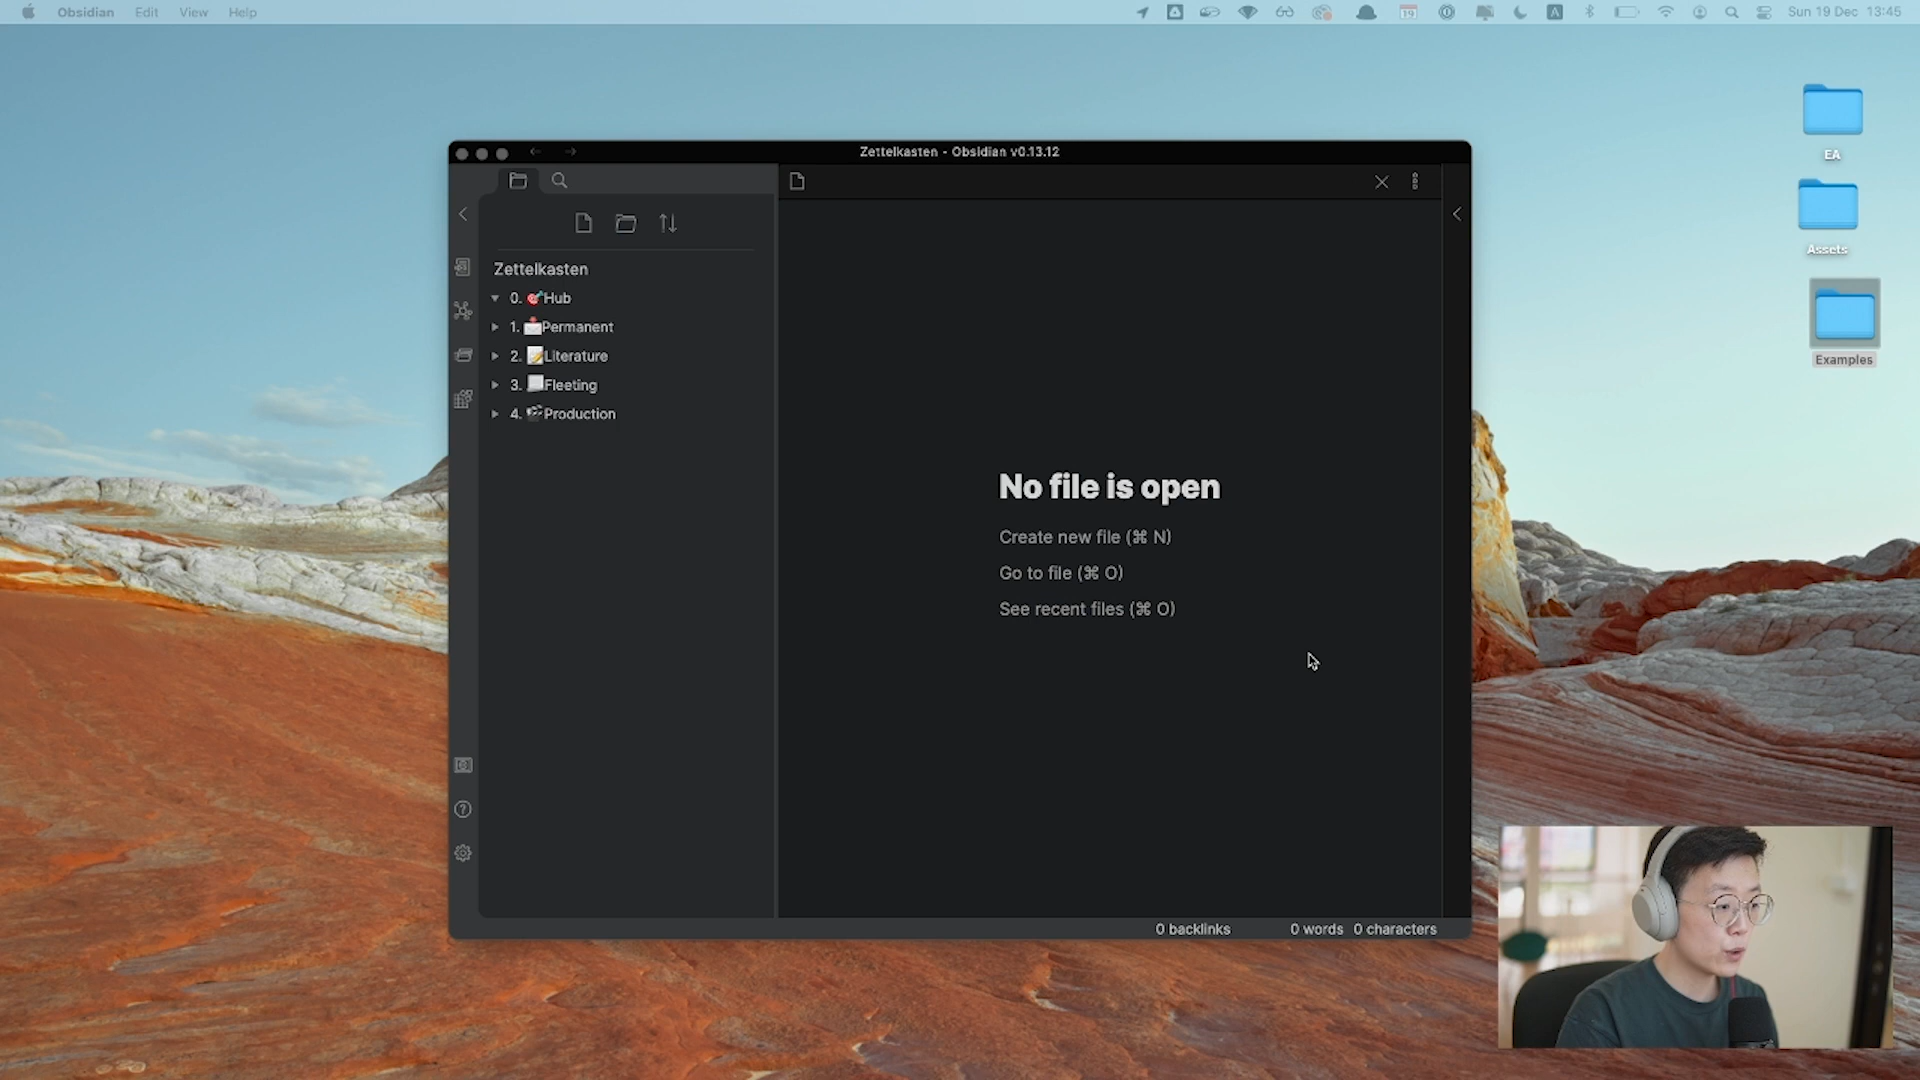 Obsidian Edit View Help
19 A Sun 19 Dec 13:45
EA
Assets
Examples
Zettelkasten - Obsidian v0.13.12
Zettelkasten
0. 🎯Hub
1. 📩Permanent
2. 📝Literature
3. 📃Fleeting
4. 🎬Production
No file is open
Create new file (⌘ N)
Go to file (⌘ O)
See recent files (⌘ O)
0 backlinks 0 words 0 characters